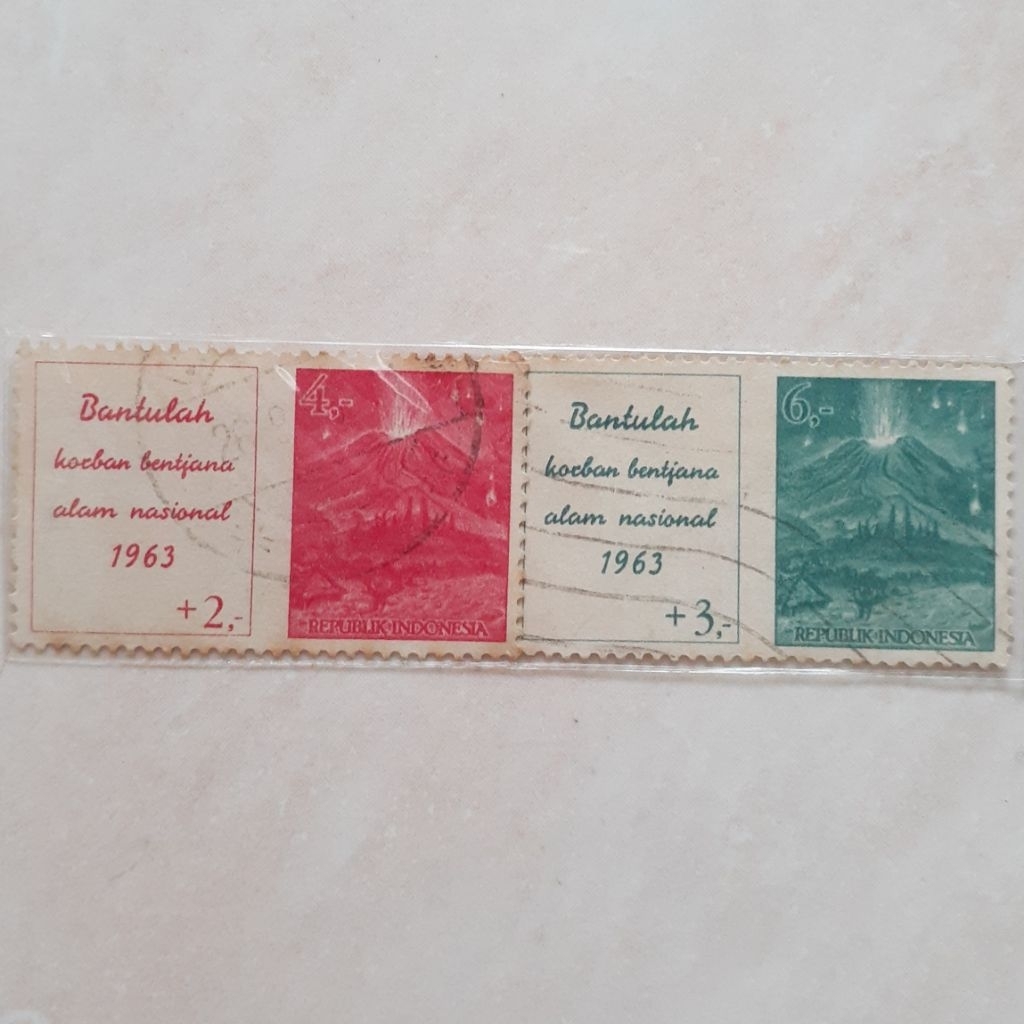 Bantulah
korban bentjana
alam nasional
1963
+2,-
4,-
REPUBLIK INDONESIA
Bantulah
korban bentjana
alam nasional
1963
+3,-
6,-
REPUBLIK INDONESIA